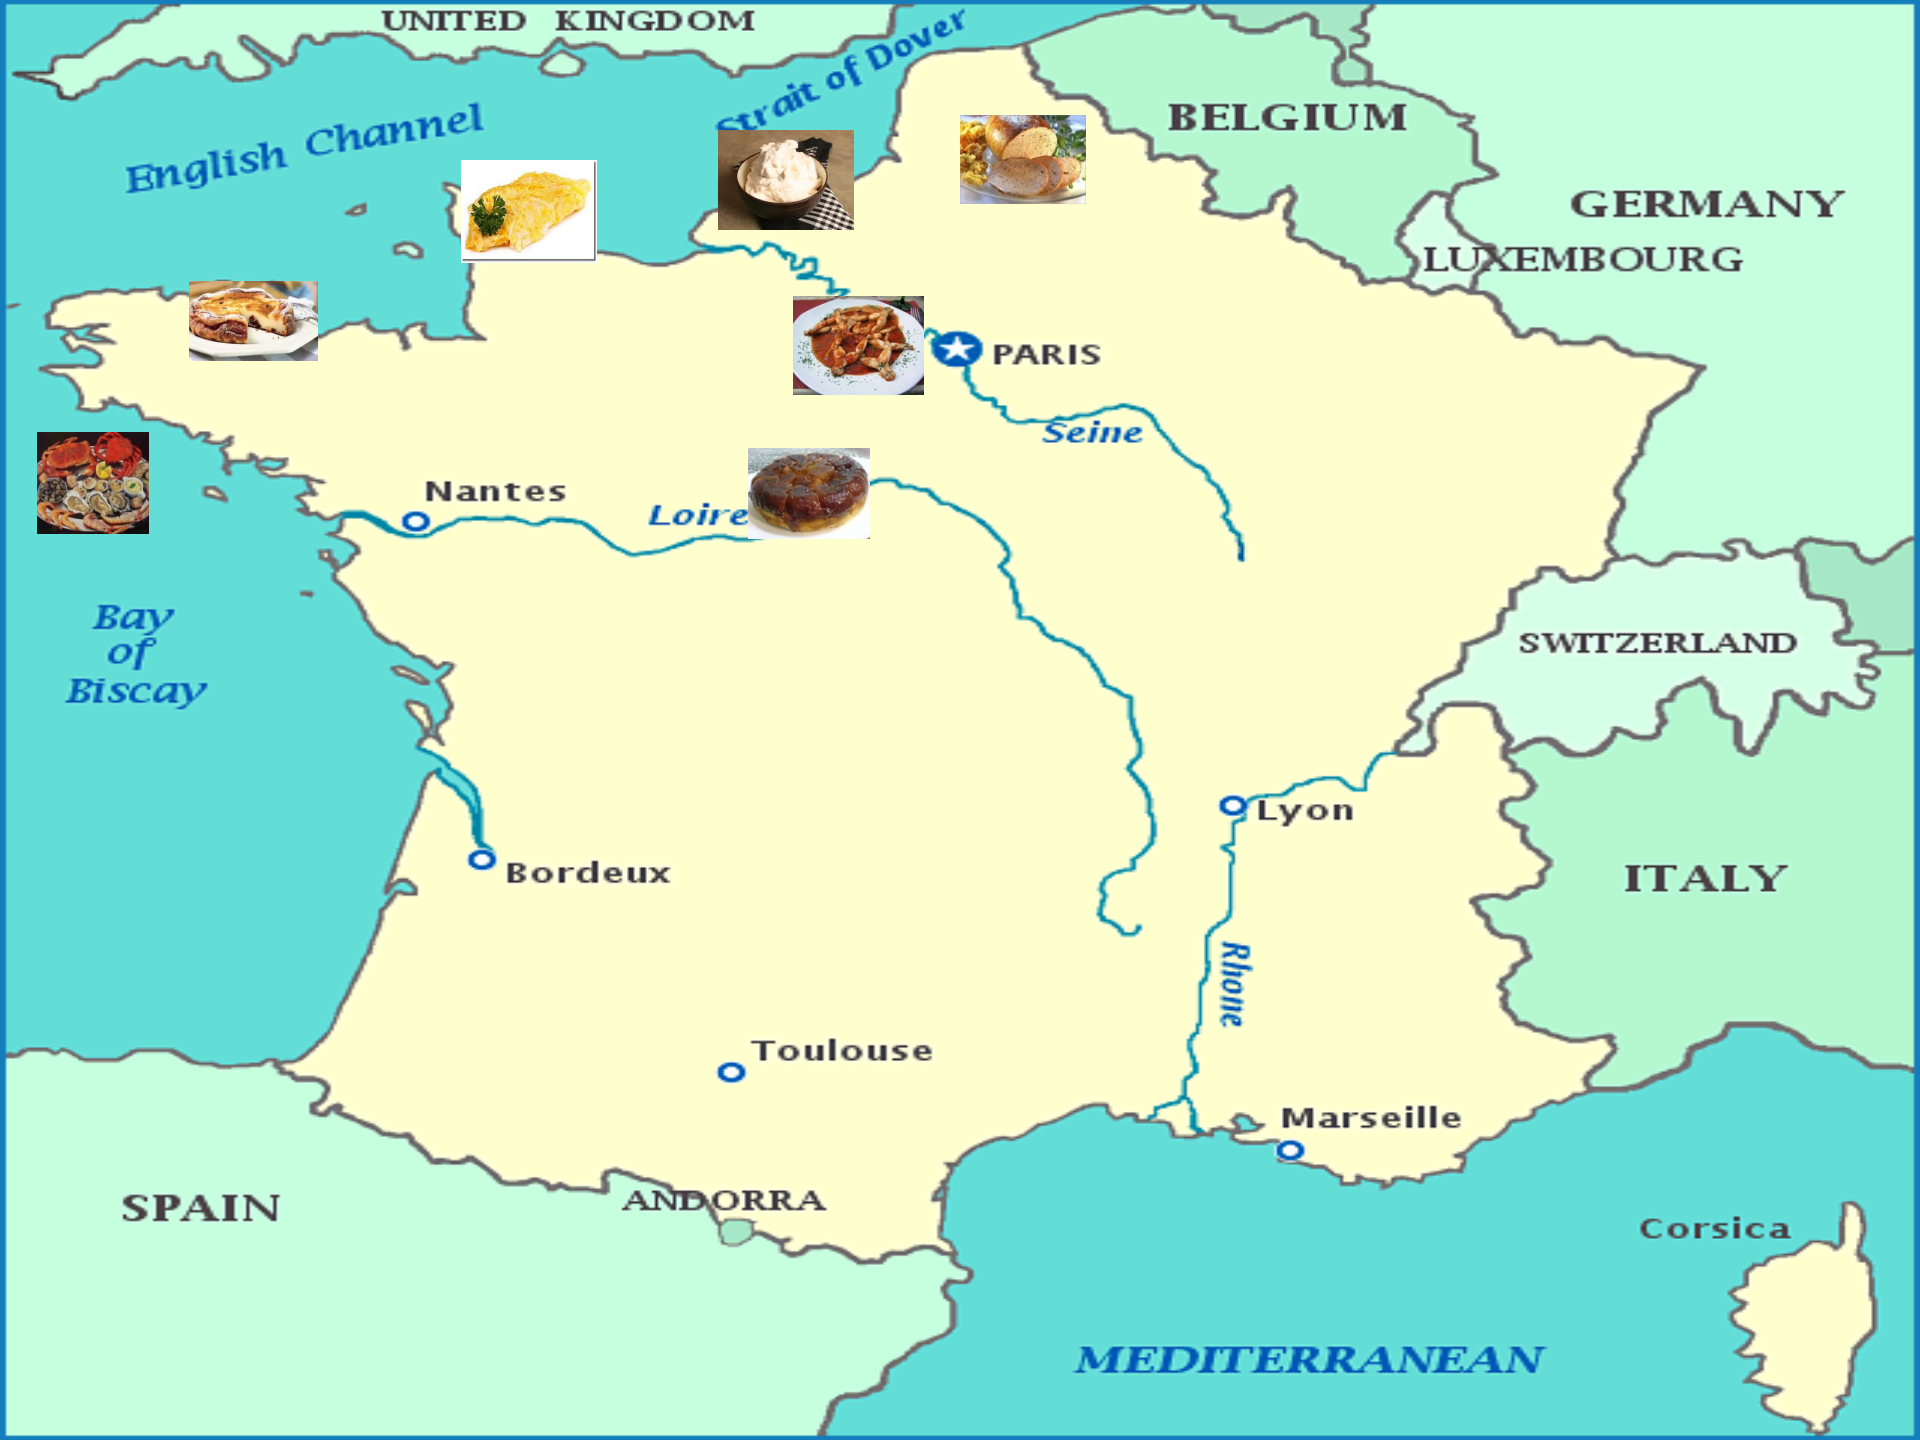 UNITED KINGDOM
Strait of Dover
English Channel
BELGIUM
GERMANY
LUXEMBOURG
PARIS
Seine
Nantes
Loire
Bay
of
Biscay
SWITZERLAND
Lyon
Bordeux
ITALY
Rhone
Toulouse
Marseille
SPAIN
ANDORRA
Corsica
MEDITERRANEAN